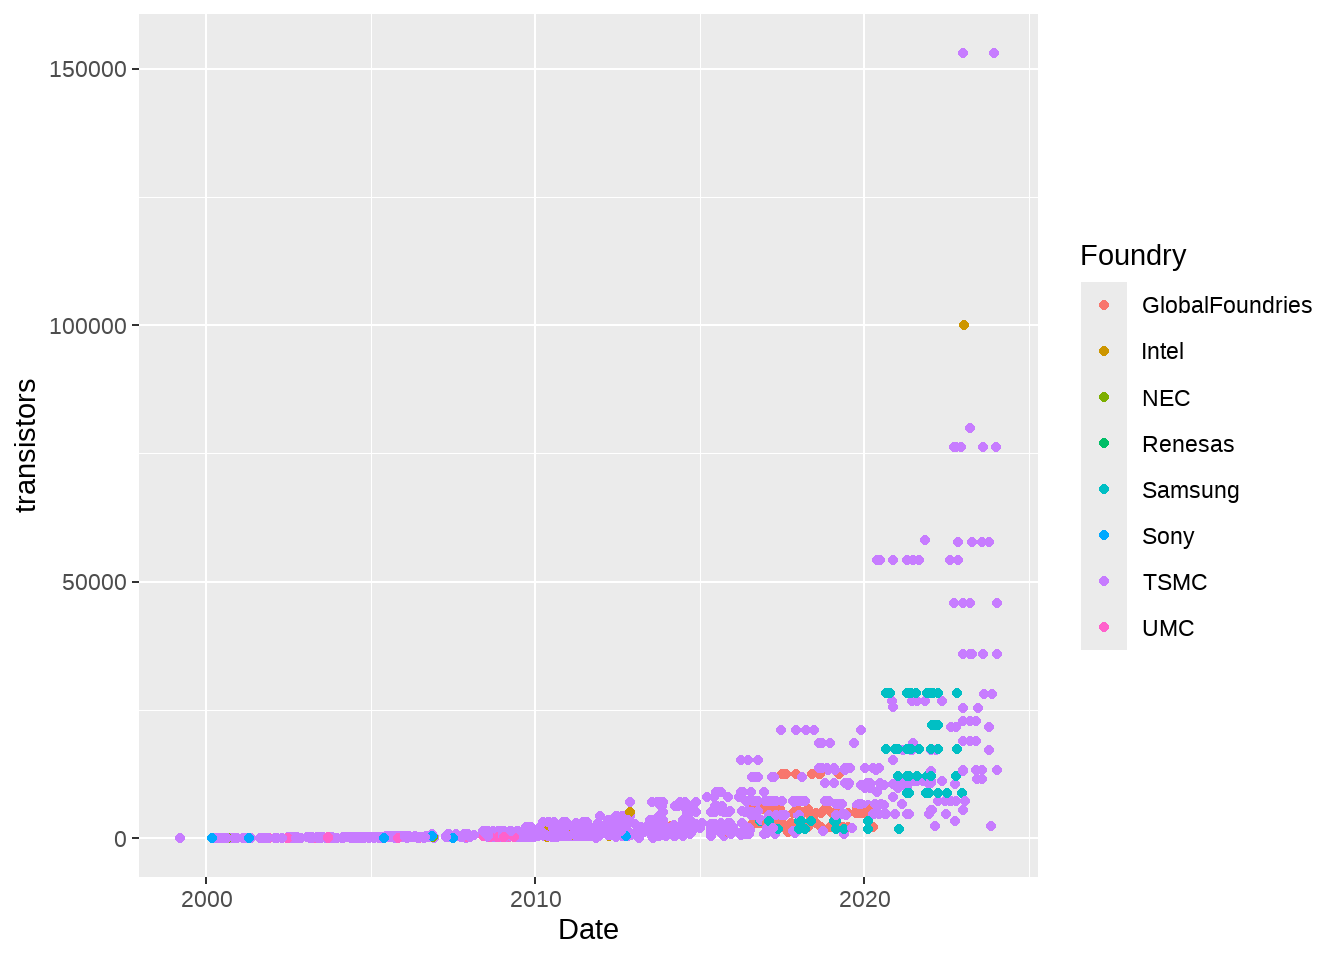 150000
100000
50000
0
transistors
2000
2010
2020
Date
Foundry
GlobalFoundries
Intel
NEC
Renesas
Samsung
Sony
TSMC
UMC